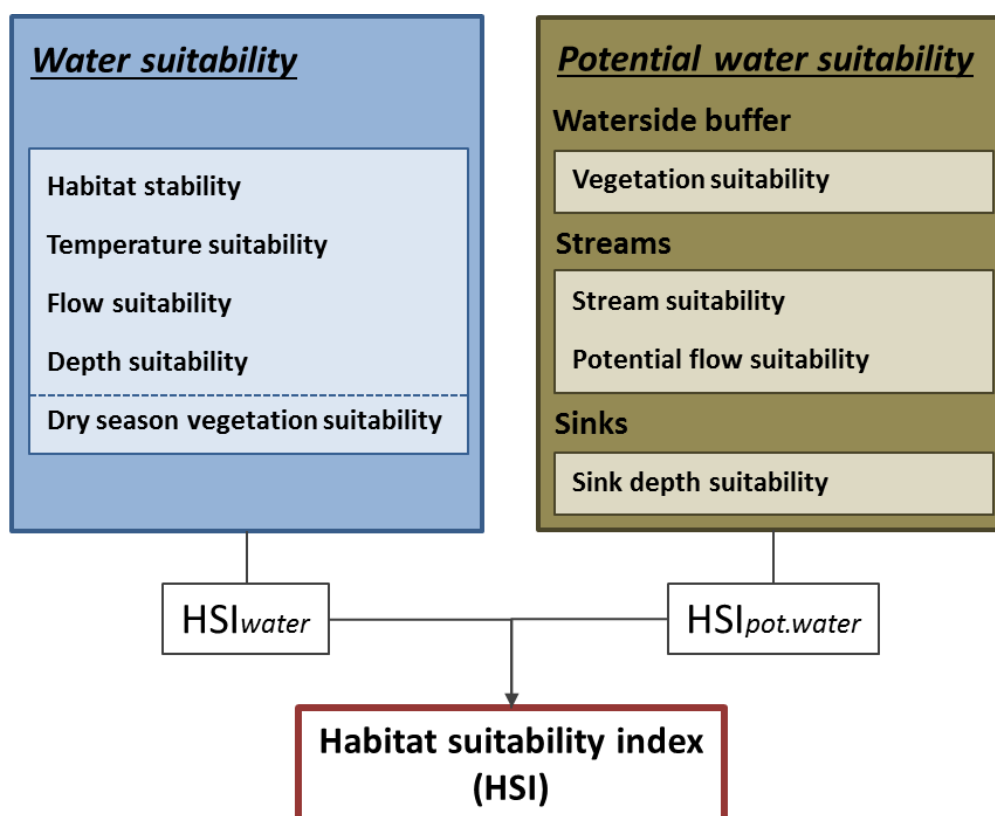 Water suitability
Habitat stability
Temperature suitability
Flow suitability
Depth suitability
Dry season vegetation suitability
Potential water suitability
Waterside buffer
Vegetation suitability
Streams
Stream suitability
Potential flow suitability
Sinks
Sink depth suitability
HSIwater
HSIpot.water
Habitat suitability index
(HSI)